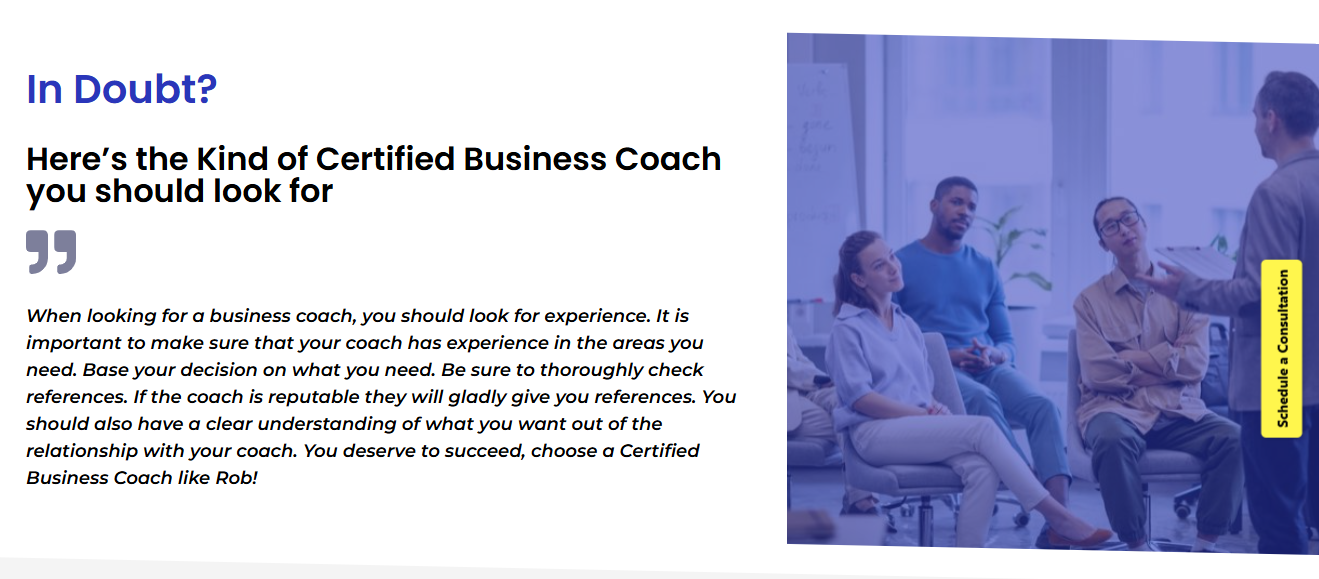 In Doubt?
Here’s the Kind of Certified Business Coach
you should look for
When looking for a business coach, you should look for experience. It is
important to make sure that your coach has experience in the areas you
need. Base your decision on what you need. Be sure to thoroughly check
references. If the coach is reputable they will gladly give you references. You
should also have a clear understanding of what you want out of the
relationship with your coach. You deserve to succeed, choose a Certified
Business Coach like Rob!
Schedule a Consultation